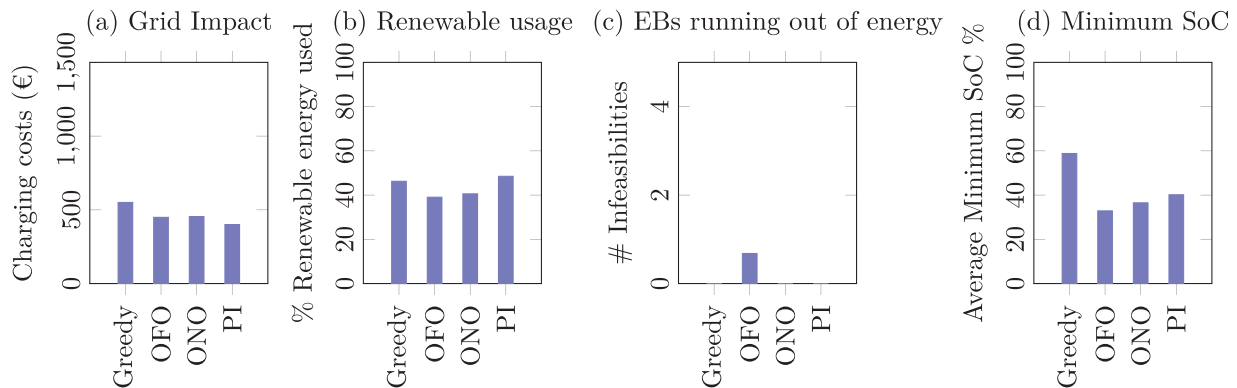 (a) Grid Impact
Charging costs (€)
1,500
1,000
500
0
Greedy
OFO
ONO
PI
(b) Renewable usage
% Renewable energy used
100
80
60
40
20
0
Greedy
OFO
ONO
PI
(c) EBs running out of energy
# Infeasibilities
4
2
0
Greedy
OFO
ONO
PI
(d) Minimum SoC
Average Minimum SoC %
100
80
60
40
20
0
Greedy
OFO
ONO
PI